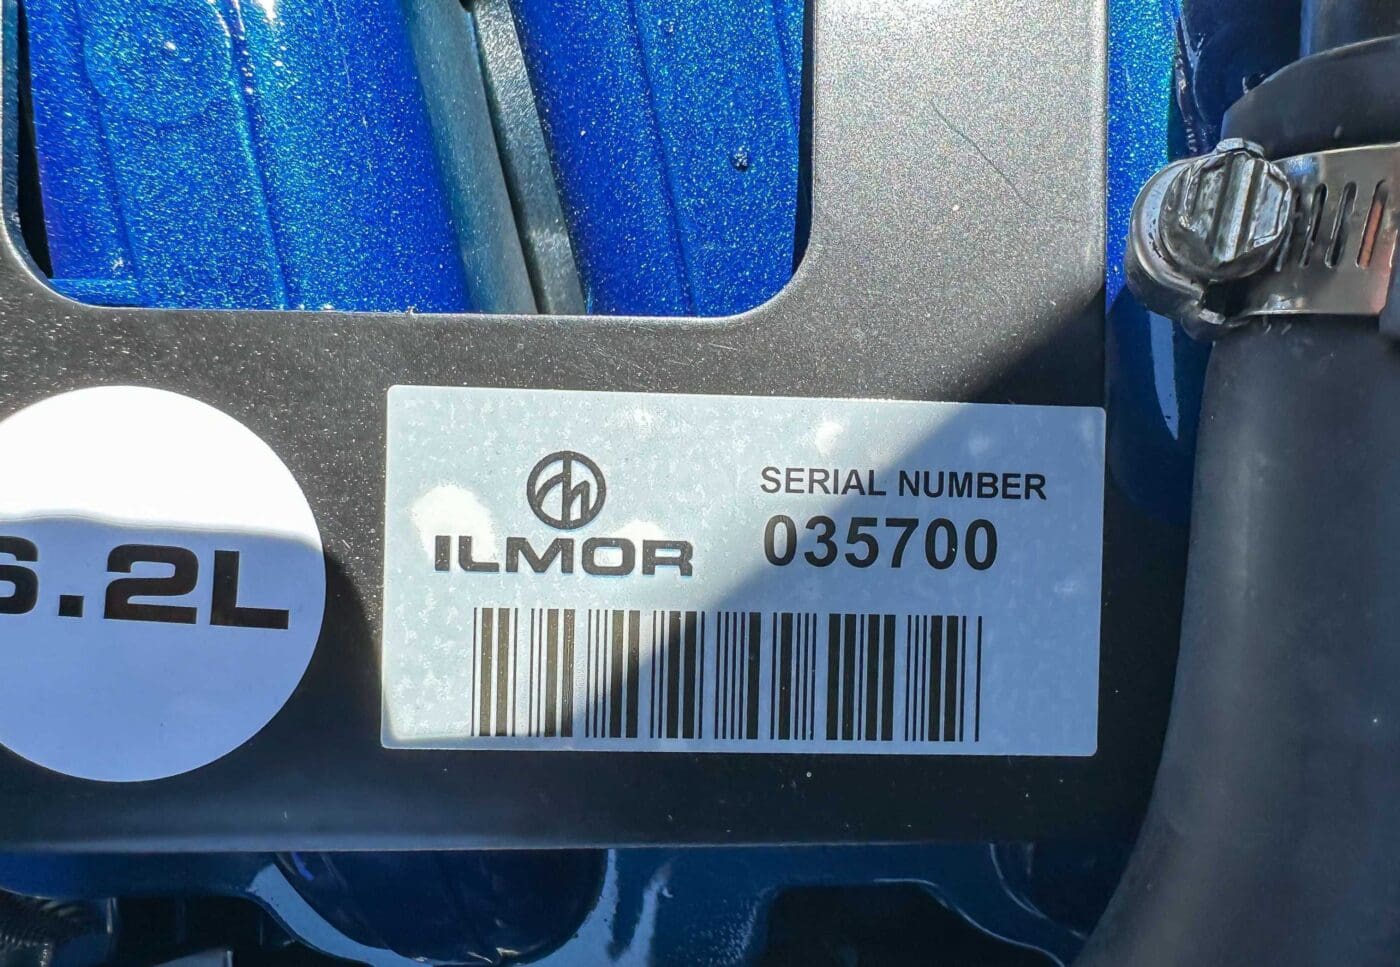 6.2L
ILMOR
SERIAL NUMBER
035700